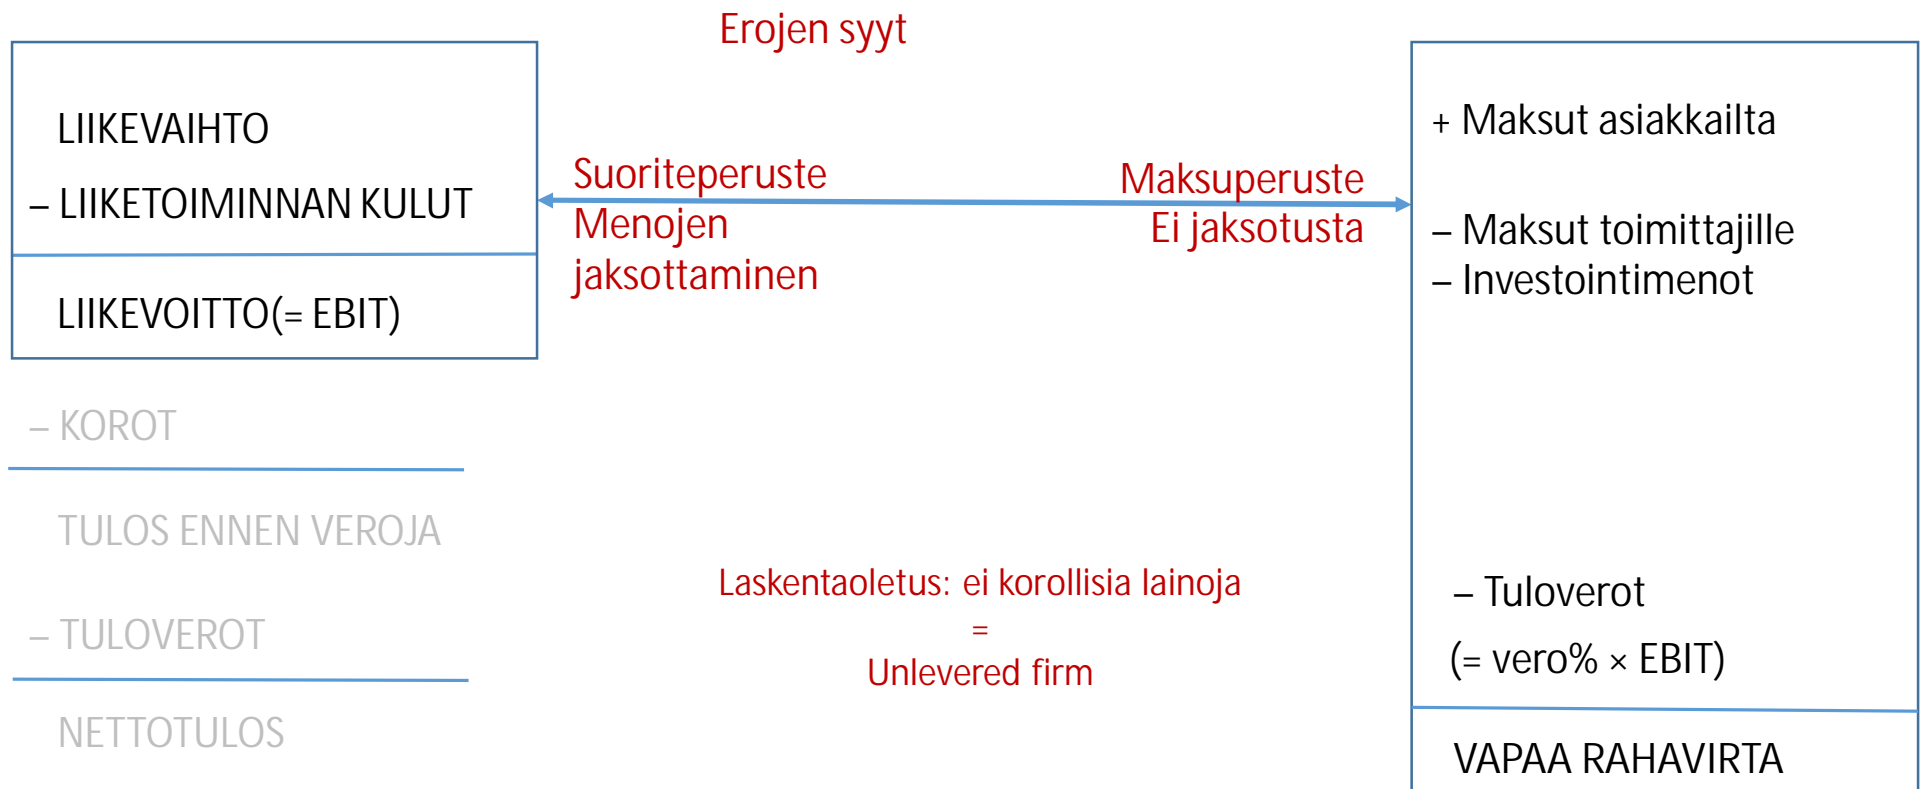 Erojen syyt
LIIKEVAIHTO
– LIIKETOIMINNAN KULUT
LIIKEVOITTO(= EBIT)
– KOROT
TULOS ENNEN VEROJA
– TULOVEROT
NETTOTULOS
Suoriteperuste
Menojen
jaksottaminen
Maksuperuste
Ei jaksotusta
Laskentaoletus: ei korollisia lainoja
=
Unlevered firm
+ Maksut asiakkailta
– Maksut toimittajille
– Investointimenot
– Tuloverot
(= vero% × EBIT)
VAPAA RAHAVIRTA